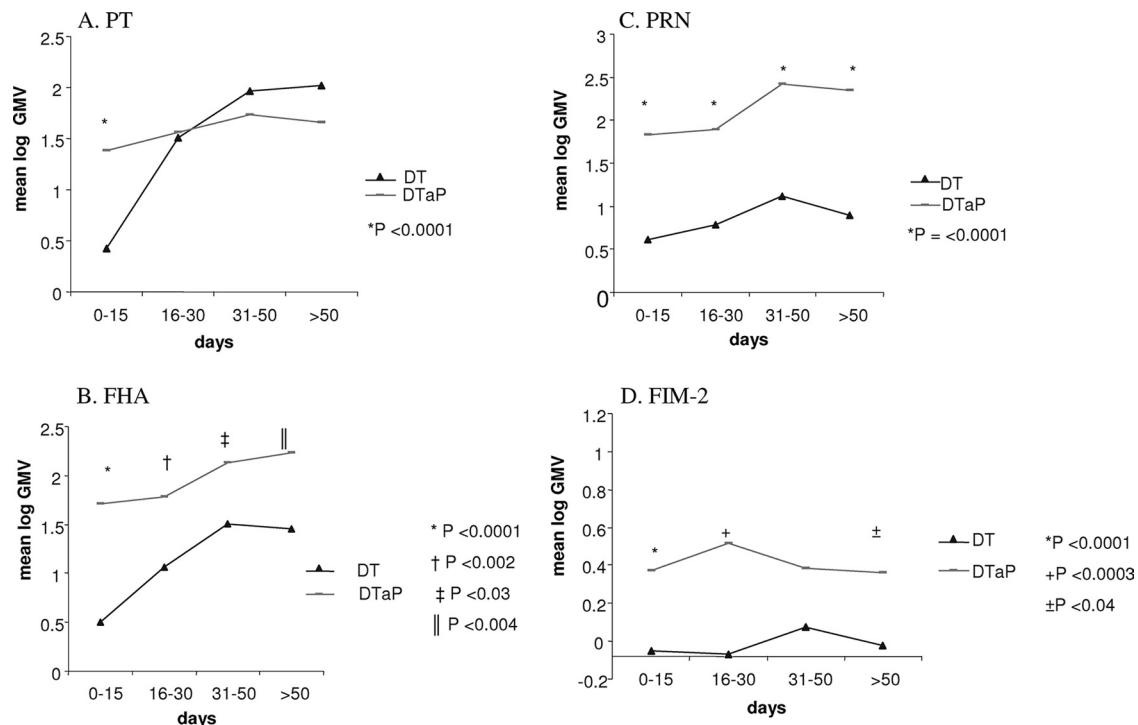 A. PT
2.5
2
1.5
1
0.5
0
mean log GMV
*
DT
DTaP
*P <0.0001
0-15 16-30 31-50 >50
days
C. PRN
3
2.5
2
1.5
1
0.5
0
mean log GMV
* * * *
DT
DTaP
*P = <0.0001
0-15 16-30 31-50 >50
days
B. FHA
2.5
2
1.5
1
0.5
0
mean log GMV
* † ‡ ‖
DT
DTaP
* P <0.0001
† P <0.002
‡ P <0.03
‖ P <0.004
0-15 16-30 31-50 >50
days
D. FIM-2
1.2
1
0.8
0.6
0.4
0.2
0
-0.2
mean log GMV
* + ±
DT
DTaP
*P <0.0001
+P <0.0003
±P <0.04
0-15 16-30 31-50 >50
days